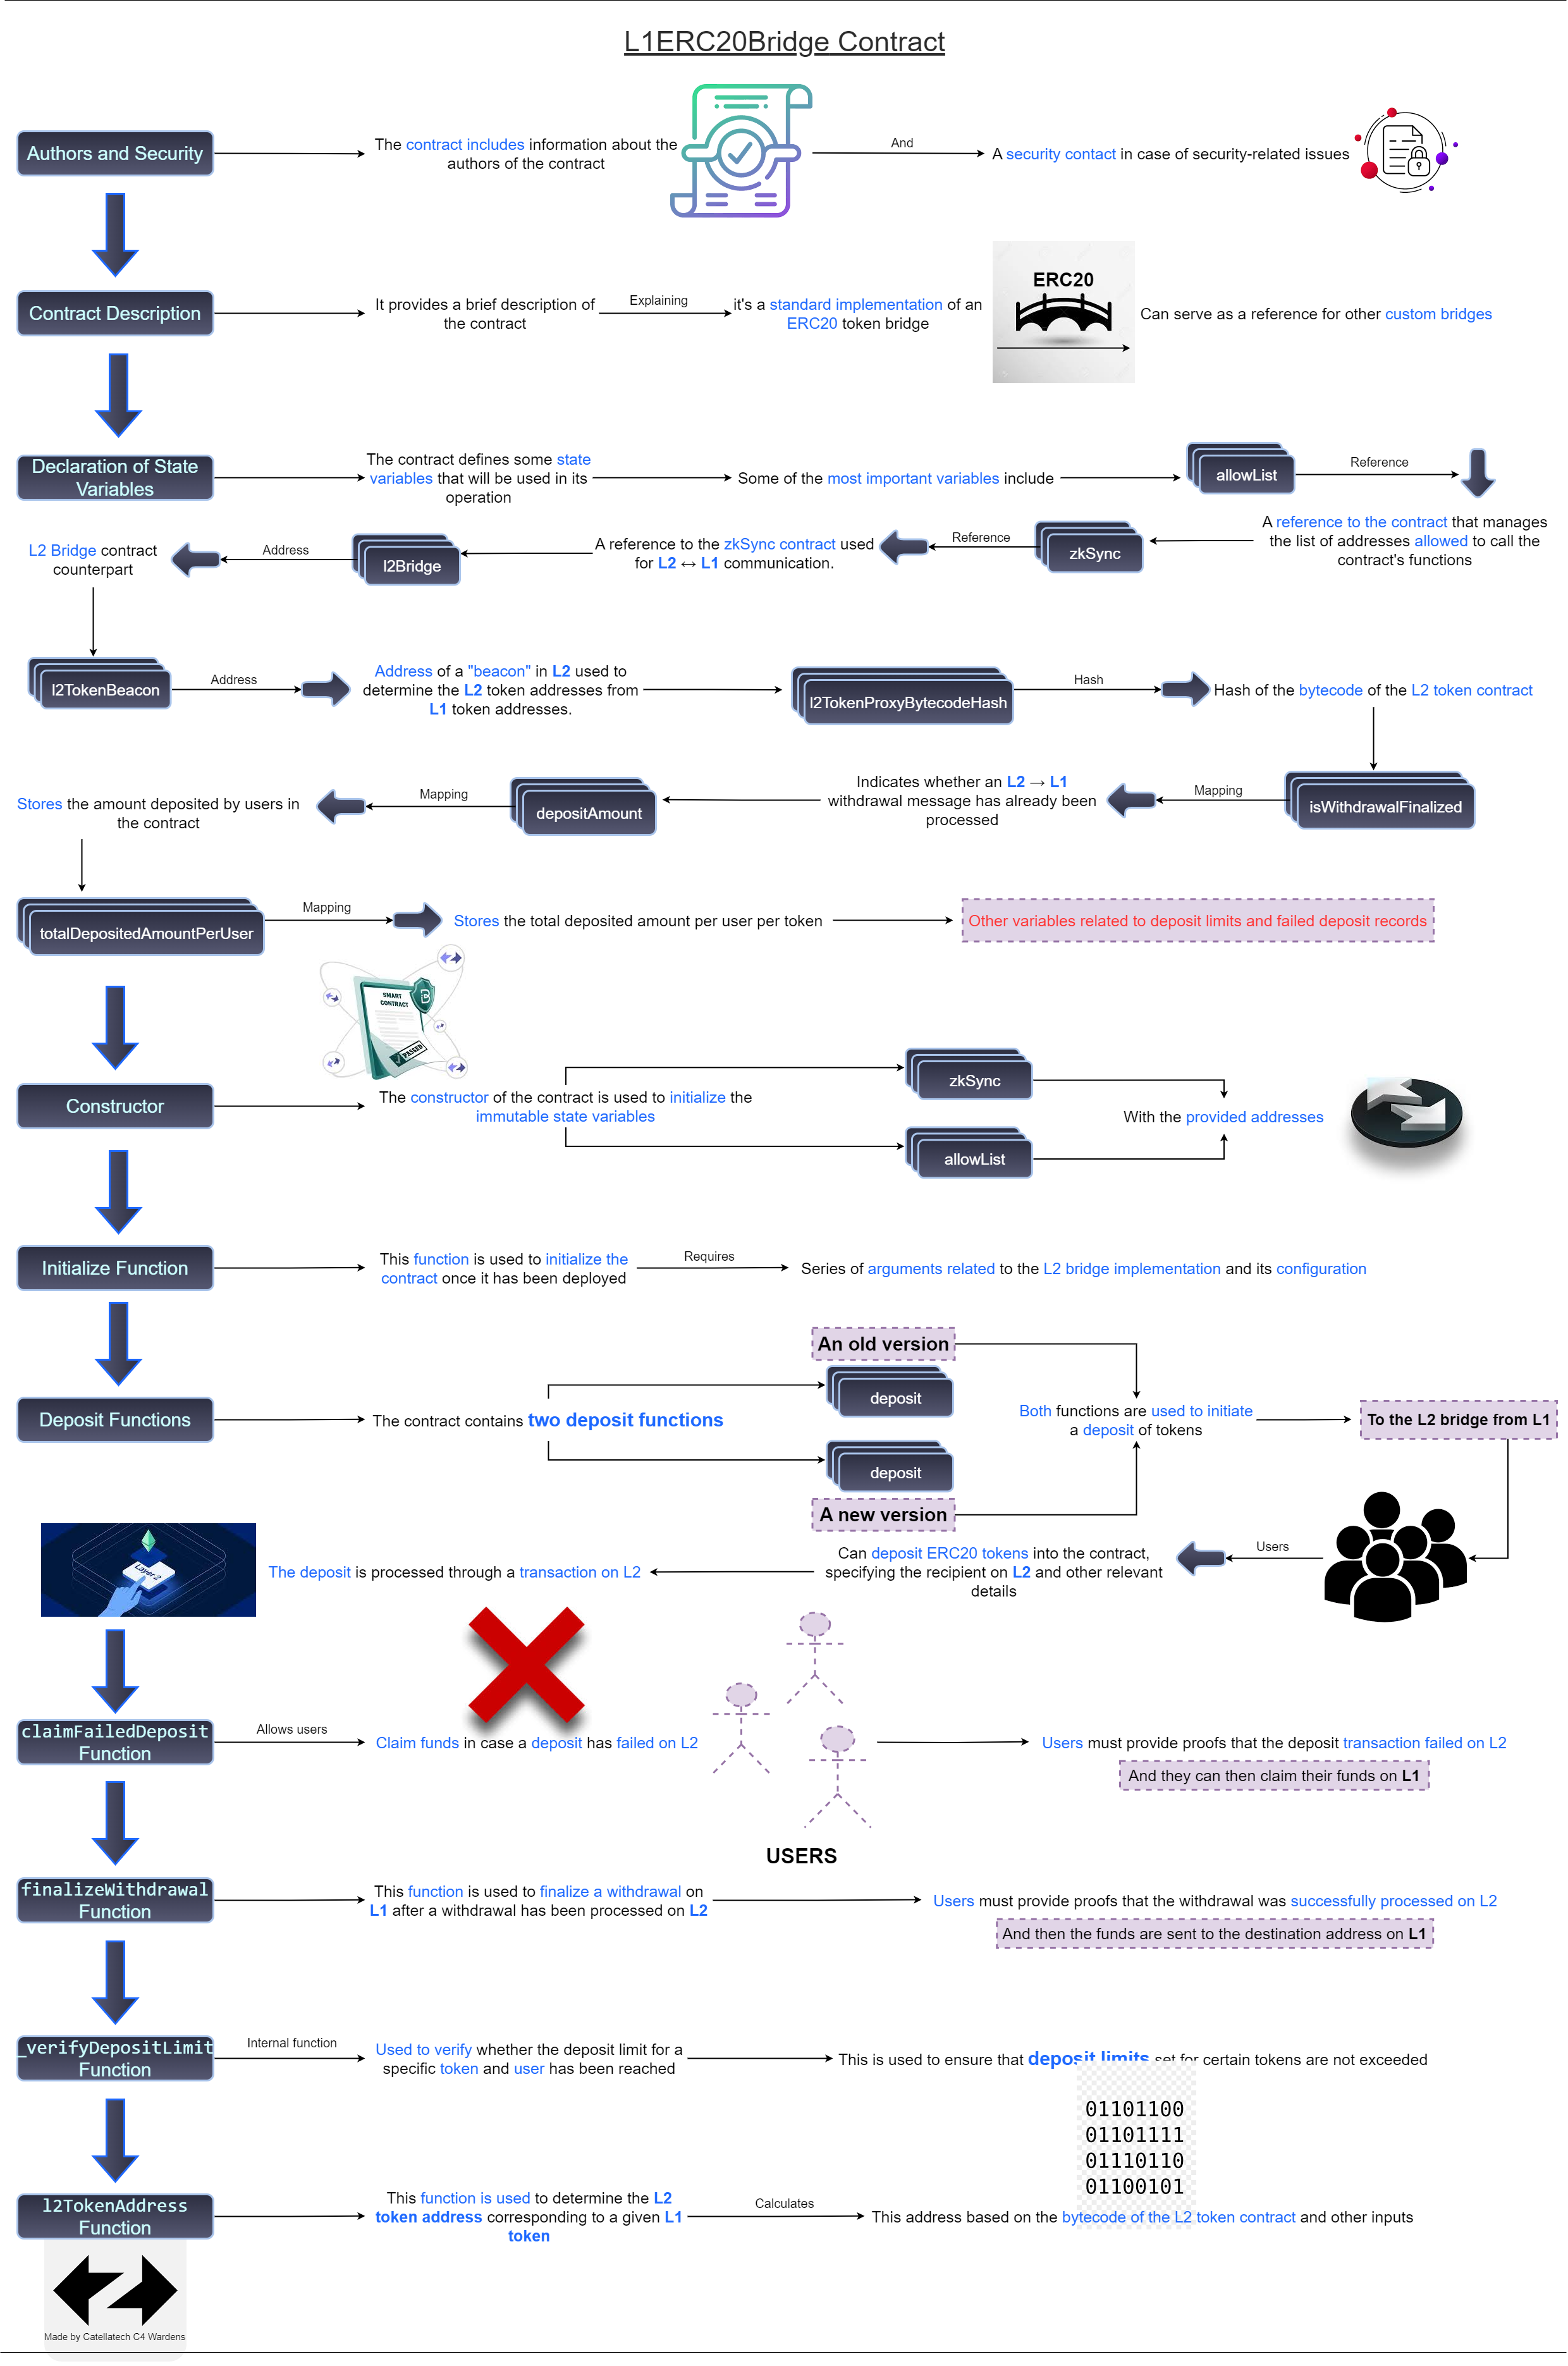 L1ERC20Bridge Contract
Authors and Security
The contract includes information about the
authors of the contract
And
A security contact in case of security-related issues
Contract Description
It provides a brief description of
the contract
Explaining
it's a standard implementation of an
ERC20 token bridge
ERC20
Can serve as a reference for other custom bridges
Declaration of State
Variables
The contract defines some state
variables that will be used in its
operation
Some of the most important variables include
allowList
Reference
A reference to the contract that manages
the list of addresses allowed to call the
contract's functions
zkSync
Reference
A reference to the zkSync contract used
for L2 ↔ L1 communication.
l2Bridge
Address
L2 Bridge contract
counterpart
l2TokenBeacon
Address
Address of a "beacon" in L2 used to
determine the L2 token addresses from
L1 token addresses.
l2TokenProxyBytecodeHash
Hash
Hash of the bytecode of the L2 token contract
isWithdrawalFinalized
Mapping
Indicates whether an L2 → L1
withdrawal message has already been
processed
depositAmount
Mapping
Stores the amount deposited by users in
the contract
totalDepositedAmountPerUser
Mapping
Stores the total deposited amount per user per token
Other variables related to deposit limits and failed deposit records
SMART
CONTRACT
PASSED
Constructor
The constructor of the contract is used to initialize the
immutable state variables
zkSync
allowList
With the provided addresses
Initialize Function
This function is used to initialize the
contract once it has been deployed
Requires
Series of arguments related to the L2 bridge implementation and its configuration
Deposit Functions
The contract contains two deposit functions
An old version
deposit
deposit
A new version
Both functions are used to initiate
a deposit of tokens
To the L2 bridge from L1
Users
Can deposit ERC20 tokens into the contract,
specifying the recipient on L2 and other relevant
details
The deposit is processed through a transaction on L2
Layer 2
claimFailedDeposit
Function
Allows users
Claim funds in case a deposit has failed on L2
Users must provide proofs that the deposit transaction failed on L2
And they can then claim their funds on L1
USERS
finalizeWithdrawal
Function
This function is used to finalize a withdrawal on
L1 after a withdrawal has been processed on L2
Users must provide proofs that the withdrawal was successfully processed on L2
And then the funds are sent to the destination address on L1
_verifyDepositLimit
Function
Internal function
Used to verify whether the deposit limit for a
specific token and user has been reached
This is used to ensure that deposit limits set for certain tokens are not exceeded
01101100
01101111
01110110
01100101
l2TokenAddress
Function
This function is used to determine the L2
token address corresponding to a given L1
token
Calculates
This address based on the bytecode of the L2 token contract and other inputs
Made by Catellatech C4 Wardens